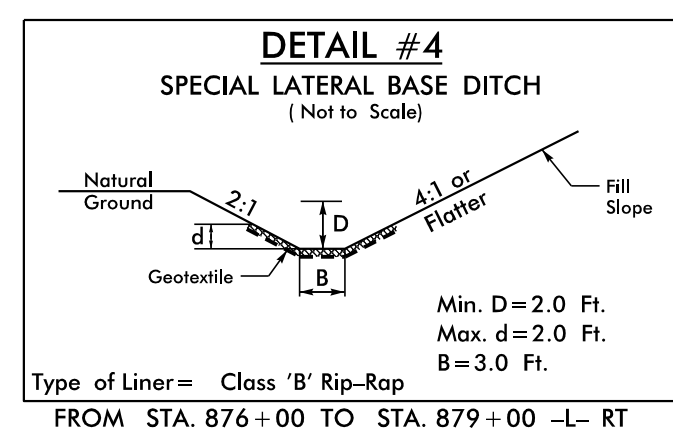 DETAIL #4
SPECIAL LATERAL BASE DITCH
( Not to Scale)
Natural
Ground
2:1
D
4:1 or
Flatter
Fill
Slope
d
Geotextile
B
Min. D = 2.0 Ft.
Max. d = 2.0 Ft.
B = 3.0 Ft.
Type of Liner = Class 'B' Rip-Rap
FROM STA. 876+00 TO STA. 879+00 -L- RT